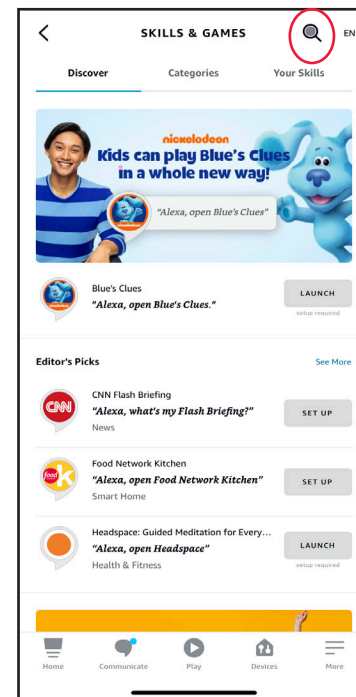 SKILLS & GAMES
EN
Discover Categories Your Skills
nickelodeon
Kids can play Blue's Clues
in a whole new way!
"Alexa, open Blue's Clues"
Blue's Clues
"Alexa, open Blue's Clues."
LAUNCH
setup required
Editor's Picks See More
CNN
CNN Flash Briefing
"Alexa, what's my Flash Briefing?"
News
SET UP
food
K
Food Network Kitchen
"Alexa, open Food Network Kitchen"
Smart Home
SET UP
Headspace: Guided Meditation for Every...
"Alexa, open Headspace"
Health & Fitness
LAUNCH
setup required
Home Communicate Play Devices More